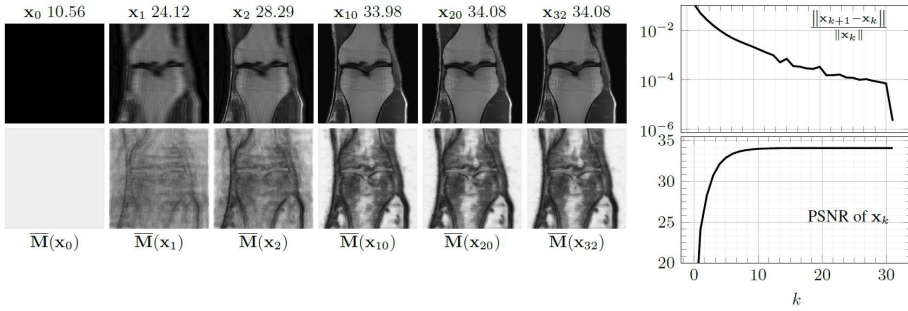 x₀ 10.56 x₁ 24.12 x₂ 28.29 x₁₀ 33.98 x₂₀ 34.08 x₃₂ 34.08
M̅(x₀) M̅(x₁) M̅(x₂) M̅(x₁₀) M̅(x₂₀) M̅(x₃₂)
10⁻²
10⁻⁴
10⁻⁶
||xₖ₊₁−xₖ||
||xₖ||
35
30
25
20
PSNR of xₖ
0 10 20 30
k